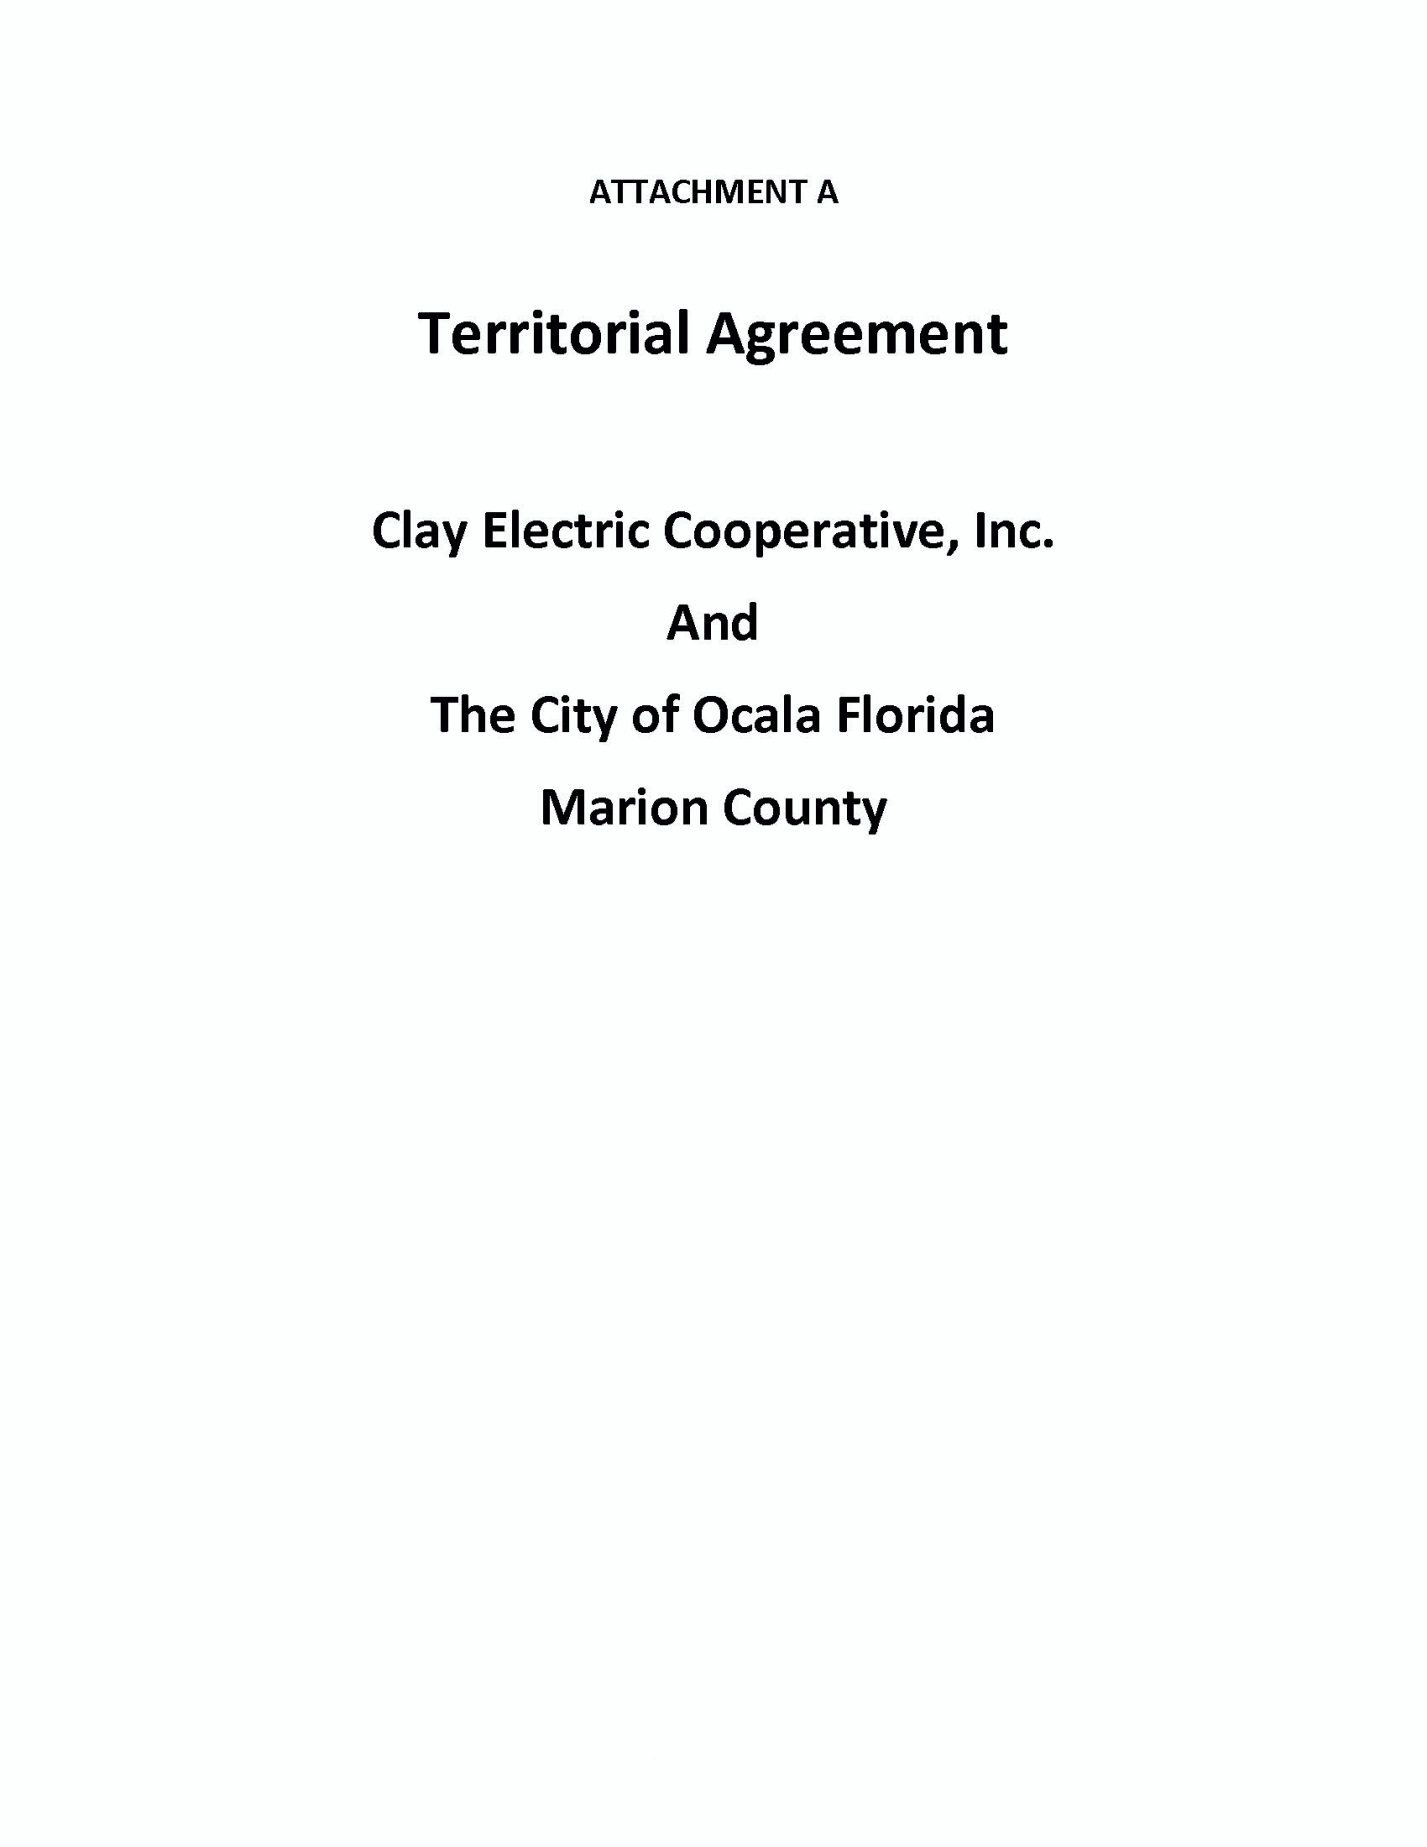 ATTACHMENT A
Territorial Agreement
Clay Electric Cooperative, Inc.
And
The City of Ocala Florida
Marion County